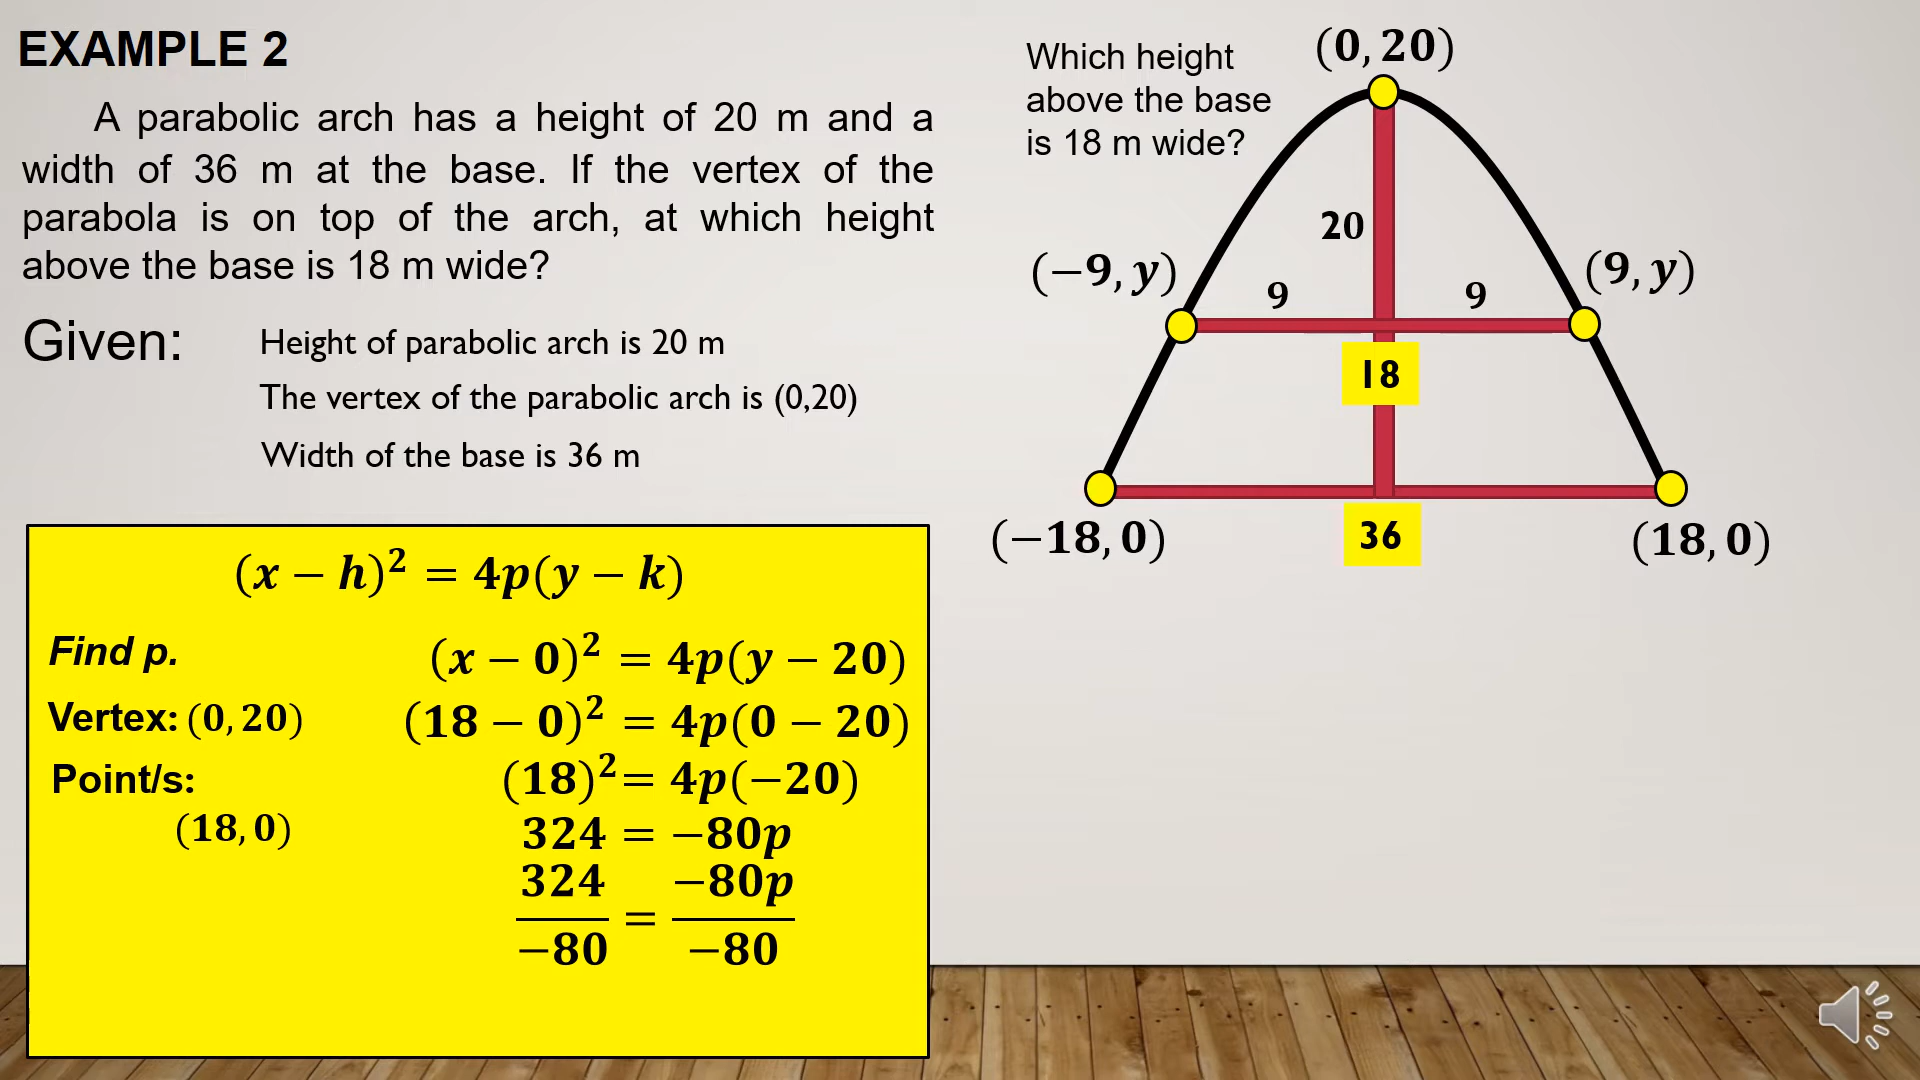 EXAMPLE 2
A parabolic arch has a height of 20 m and a
width of 36 m at the base. If the vertex of the
parabola is on top of the arch, at which height
above the base is 18 m wide?
Given:
Height of parabolic arch is 20 m
The vertex of the parabolic arch is (0,20)
Width of the base is 36 m
(x − h)² = 4p(y − k)
Find p.
(x − 0)² = 4p(y − 20)
Vertex: (0, 20)
(18 − 0)² = 4p(0 − 20)
Point/s:
(18)² = 4p(−20)
(18, 0)
324 = −80p
324/−80 = −80p/−80
Which height
above the base
is 18 m wide?
(0, 20)
20
(−9, y)
9
9
(9, y)
18
(−18, 0)
36
(18, 0)